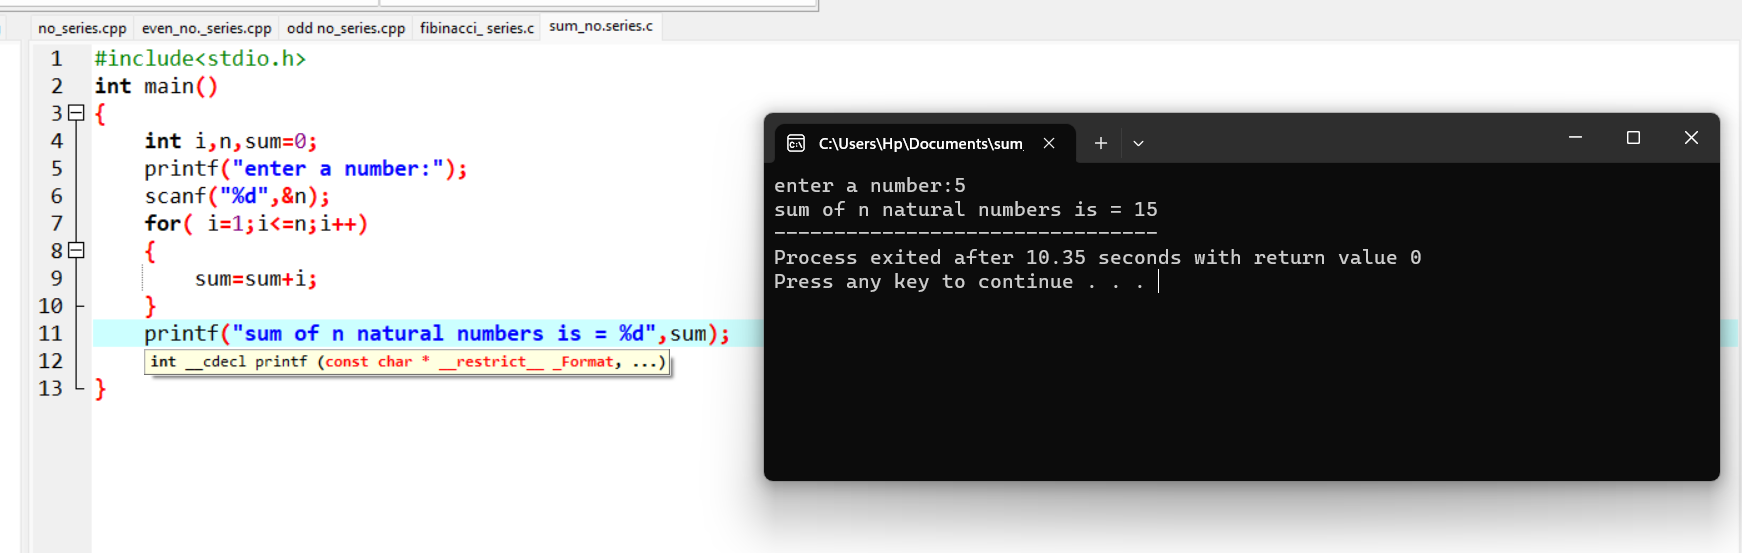 no_series.cpp even_no._series.cpp odd no_series.cpp fibinacci_ series.c sum_no.series.c
1 #include<stdio.h>
2 int main()
3 {
4 int i,n,sum=0;
5 printf("enter a number:");
6 scanf("%d",&n);
7 for( i=1;i<=n;i++)
8 {
9 sum=sum+i;
10 }
11 printf("sum of n natural numbers is = %d",sum);
12 int __cdecl printf (const char * __restrict__ _Format, ...)
13 }
C:\Users\Hp\Documents\sum_
enter a number:5
sum of n natural numbers is = 15
--------------------------------
Process exited after 10.35 seconds with return value 0
Press any key to continue . . .